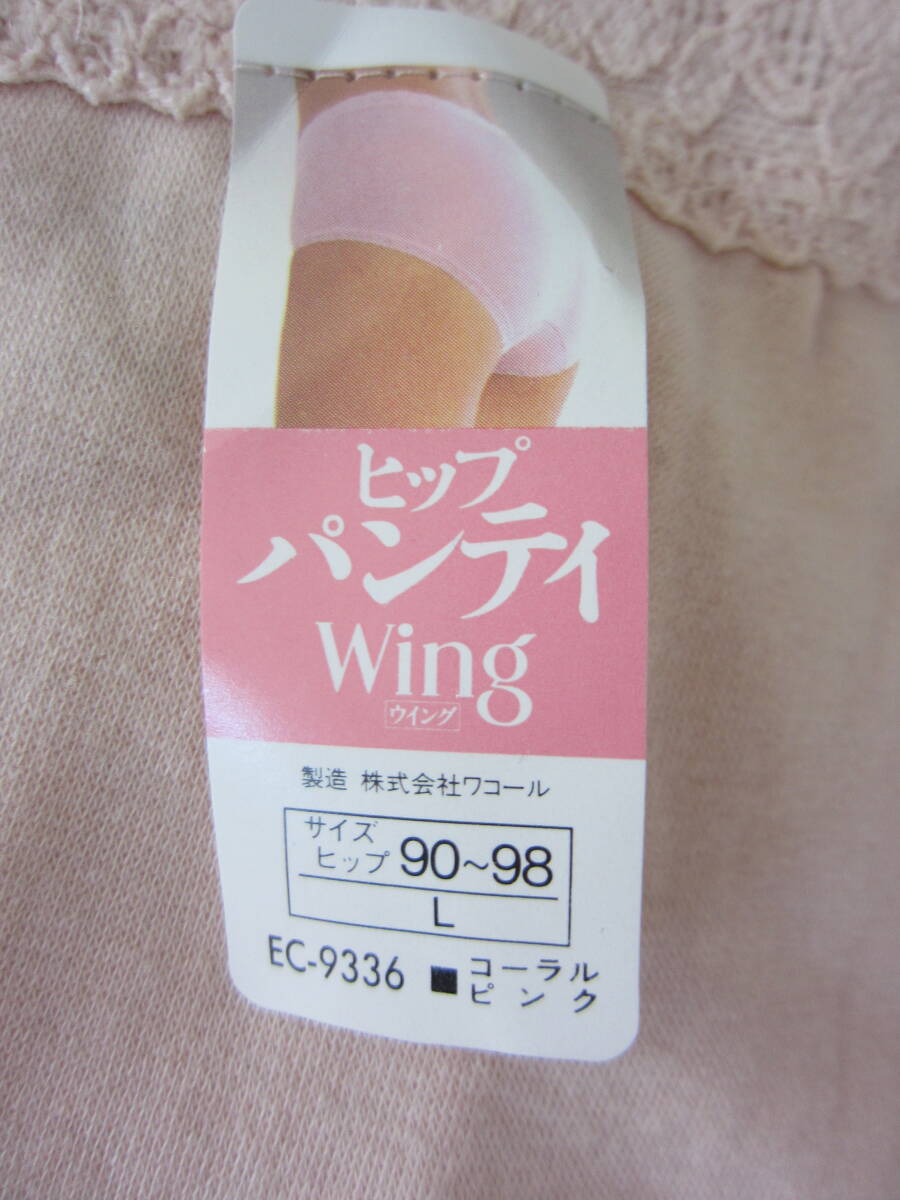 ヒップ
パンティ
Wing
ウイング
製造 株式会社ワコール
サイズ
ヒップ 90~98
L
EC-9336 ■ コーラル
ピンク